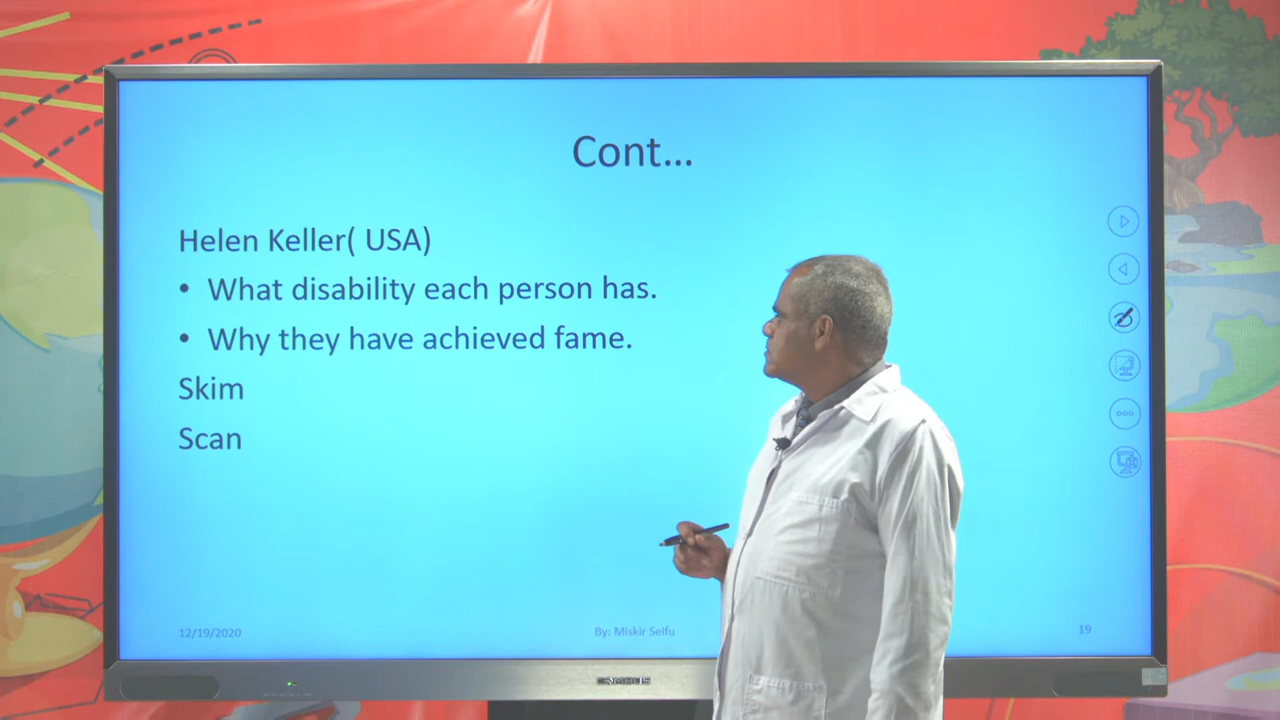 Cont...
Helen Keller( USA)
• What disability each person has.
• Why they have achieved fame.
Skim
Scan
12/19/2020
By: Miskir Seifu
19